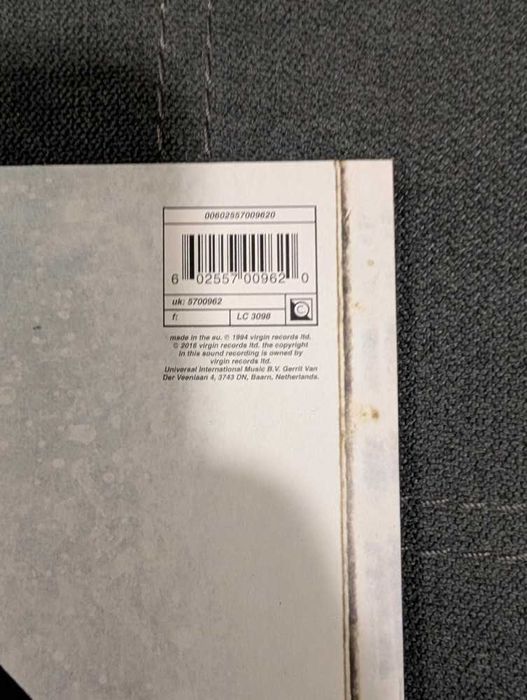 00602557009620
6 02557 00962 0
uk: 5700962
f:
LC 3098
made in the eu. ℗ 1994 virgin records ltd.
© 2016 virgin records ltd. the copyright
in this sound recording is owned by
virgin records ltd.
Universal International Music B.V. Gerrit Van
Der Veenlaan 4, 3743 DN, Baarn, Netherlands.